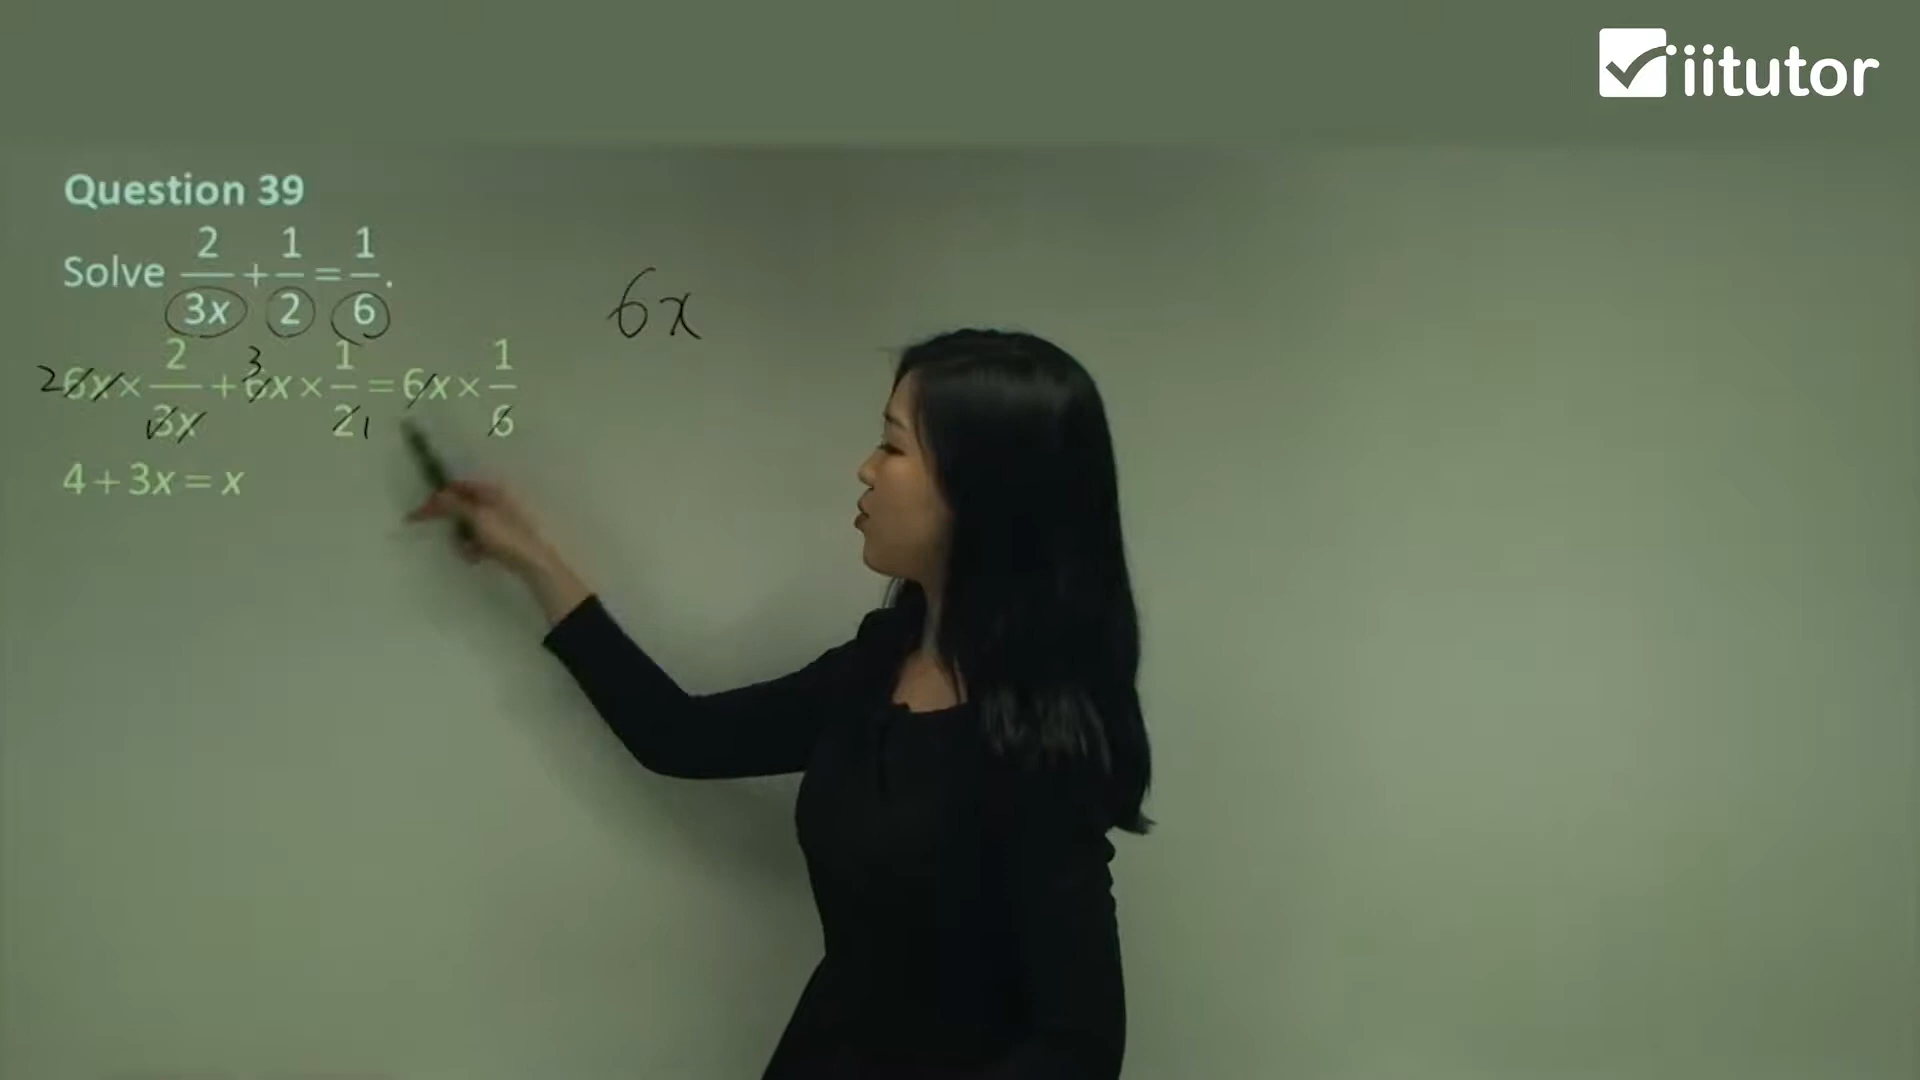 iitutor
Question 39
Solve 2/3x + 1/2 = 1/6.
6x
2 6x × 2/3x + 3 6x × 1/2 1 = 6x × 1/6
4 + 3x = x